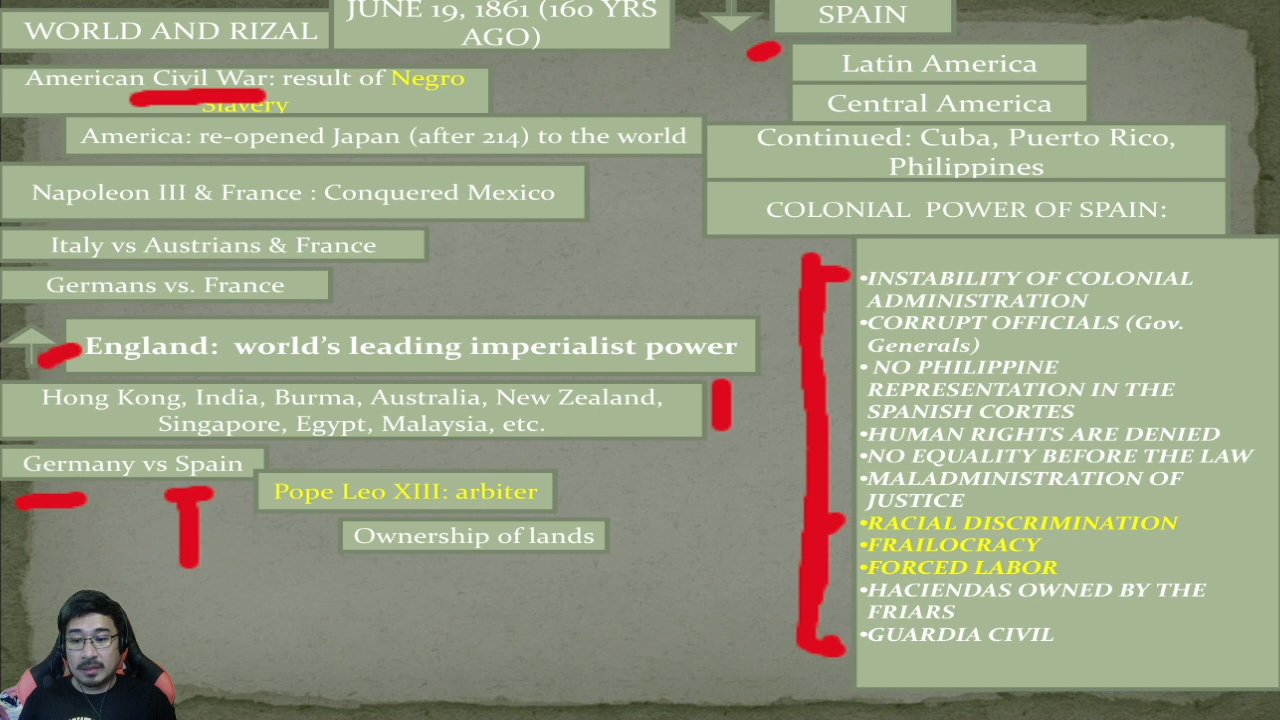 WORLD AND RIZAL
JUNE 19, 1861 (160 YRS
AGO)
American Civil War: result of Negro
Slavery
America: re-opened Japan (after 214) to the world
Napoleon III & France : Conquered Mexico
Italy vs Austrians & France
Germans vs. France
England: world's leading imperialist power
Hong Kong, India, Burma, Australia, New Zealand,
Singapore, Egypt, Malaysia, etc.
Germany vs Spain
Pope Leo XIII: arbiter
Ownership of lands
SPAIN
Latin America
Central America
Continued: Cuba, Puerto Rico,
Philippines
COLONIAL POWER OF SPAIN:
•INSTABILITY OF COLONIAL
ADMINISTRATION
•CORRUPT OFFICIALS (Gov.
Generals)
• NO PHILIPPINE
REPRESENTATION IN THE
SPANISH CORTES
•HUMAN RIGHTS ARE DENIED
•NO EQUALITY BEFORE THE LAW
•MALADMINISTRATION OF
JUSTICE
•RACIAL DISCRIMINATION
•FRAILOCRACY
•FORCED LABOR
•HACIENDAS OWNED BY THE
FRIARS
•GUARDIA CIVIL